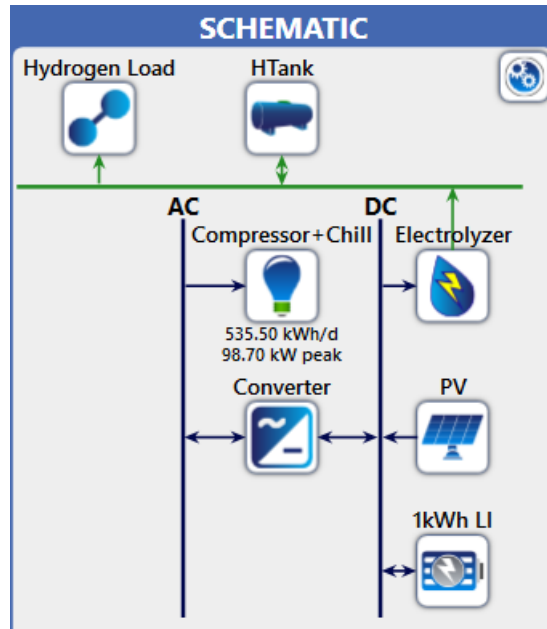 SCHEMATIC
Hydrogen Load HTank
AC DC
Compressor+Chill Electrolyzer
535.50 kWh/d
98.70 kW peak
Converter PV
1kWh LI